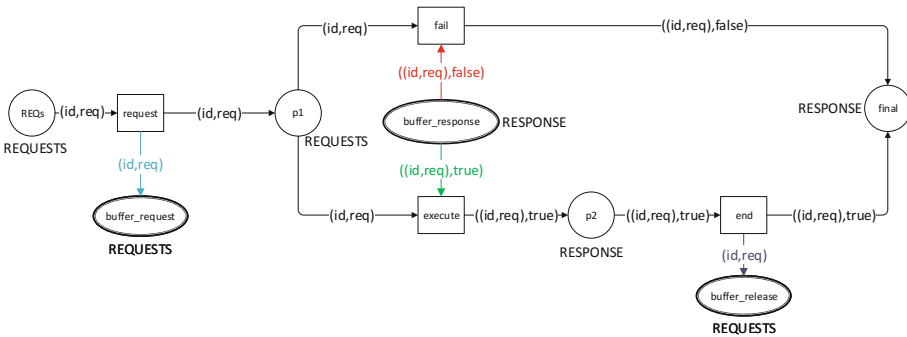 (id,req)
fail
((id,req),false)
((id,req),false)
REQs
(id,req)
request
(id,req)
p1
buffer_response
RESPONSE
RESPONSE
final
REQUESTS
REQUESTS
(id,req)
((id,req),true)
buffer_request
REQUESTS
(id,req)
execute
((id,req),true)
p2
((id,req),true)
end
((id,req),true)
RESPONSE
(id,req)
buffer_release
REQUESTS